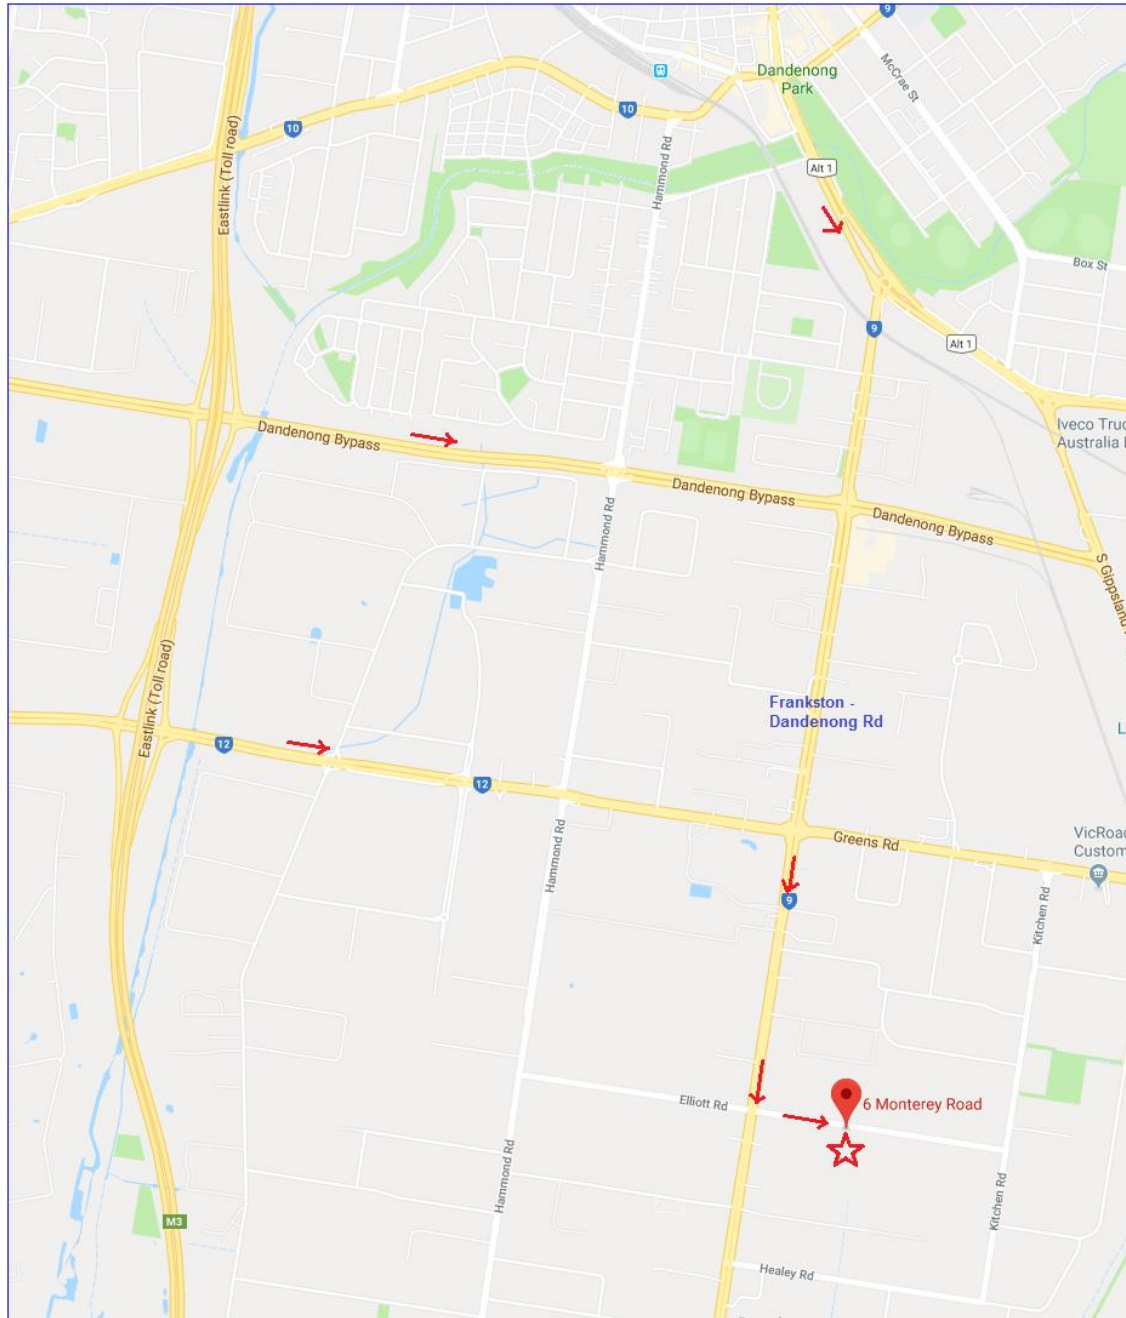 9
Dandenong
Park
McCrae St
10
10
Hammond Rd
Alt 1
Eastlink (Toll road)
Box St
9
Alt 1
Iveco Truc
Australia
Dandenong Bypass
Dandenong Bypass
Dandenong Bypass
Hammond Rd
S Gippsland
Eastlink (Toll road)
Frankston -
Dandenong Rd
L
12
12
Greens Rd
VicRoad
Custom
Hammond Rd
9
Kitchen Rd
Elliott Rd
6 Monterey Road
Hammond Rd
Kitchen Rd
M3
Healey Rd